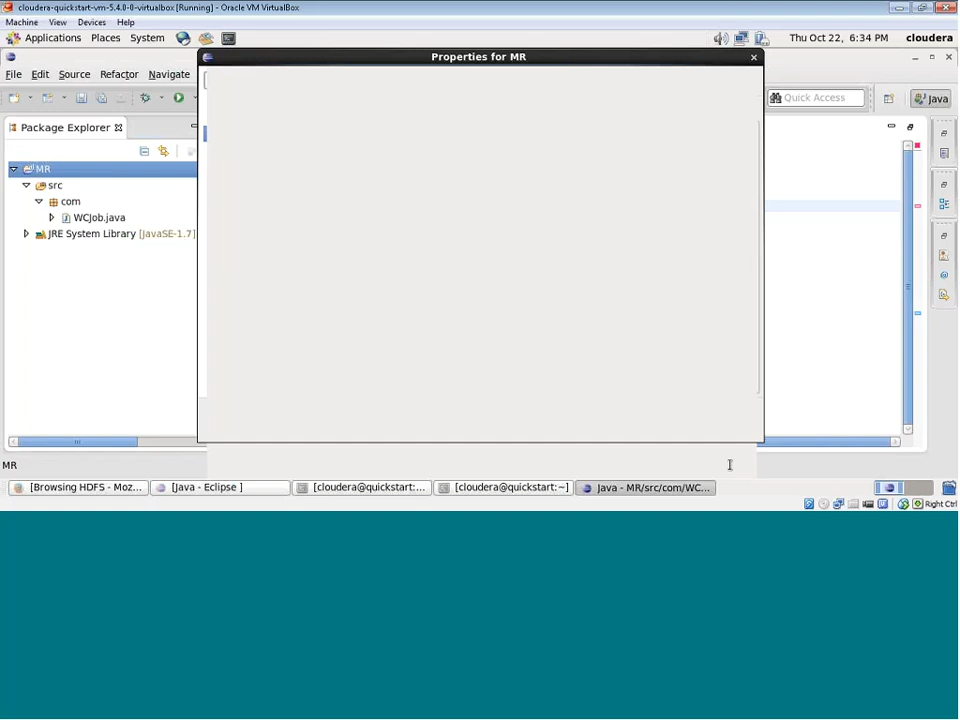 cloudera-quickstart-vm-5.4.0-0-virtualbox [Running] - Oracle VM VirtualBox
Machine View Devices Help
Applications Places System Thu Oct 22, 6:34 PM cloudera
Properties for MR
File Edit Source Refactor Navigate
Quick Access Java
Package Explorer
MR
src
com
WCJob.java
JRE System Library [JavaSE-1.7]
MR
[Browsing HDFS - Moz... [Java - Eclipse ] [cloudera@quickstart:... [cloudera@quickstart:~] Java - MR/src/com/WC...
Right Ctrl